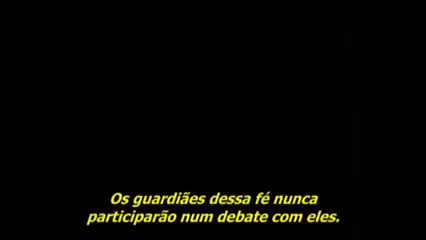 Os guardiães dessa fé nunca
participarão num debate com eles.